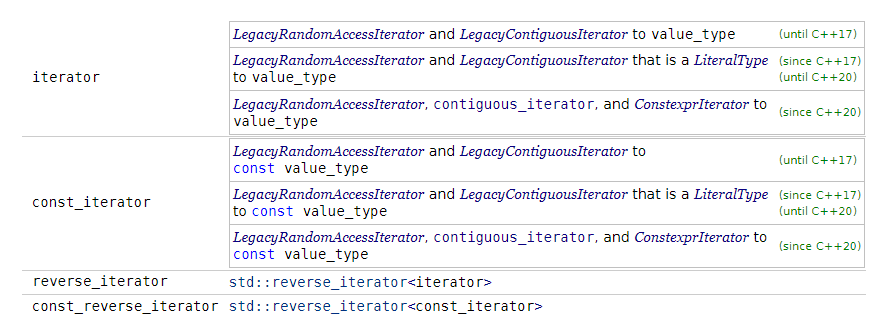 LegacyRandomAccessIterator and LegacyContiguousIterator to value_type (until C++17)
LegacyRandomAccessIterator and LegacyContiguousIterator that is a LiteralType (since C++17)
to value_type (until C++20)
iterator
LegacyRandomAccessIterator, contiguous_iterator, and ConstexprIterator to (since C++20)
value_type
LegacyRandomAccessIterator and LegacyContiguousIterator to (until C++17)
const value_type
LegacyRandomAccessIterator and LegacyContiguousIterator that is a LiteralType (since C++17)
const_iterator
to const value_type (until C++20)
LegacyRandomAccessIterator, contiguous_iterator, and ConstexprIterator to (since C++20)
const value_type
reverse_iterator std::reverse_iterator<iterator>
const_reverse_iterator std::reverse_iterator<const_iterator>